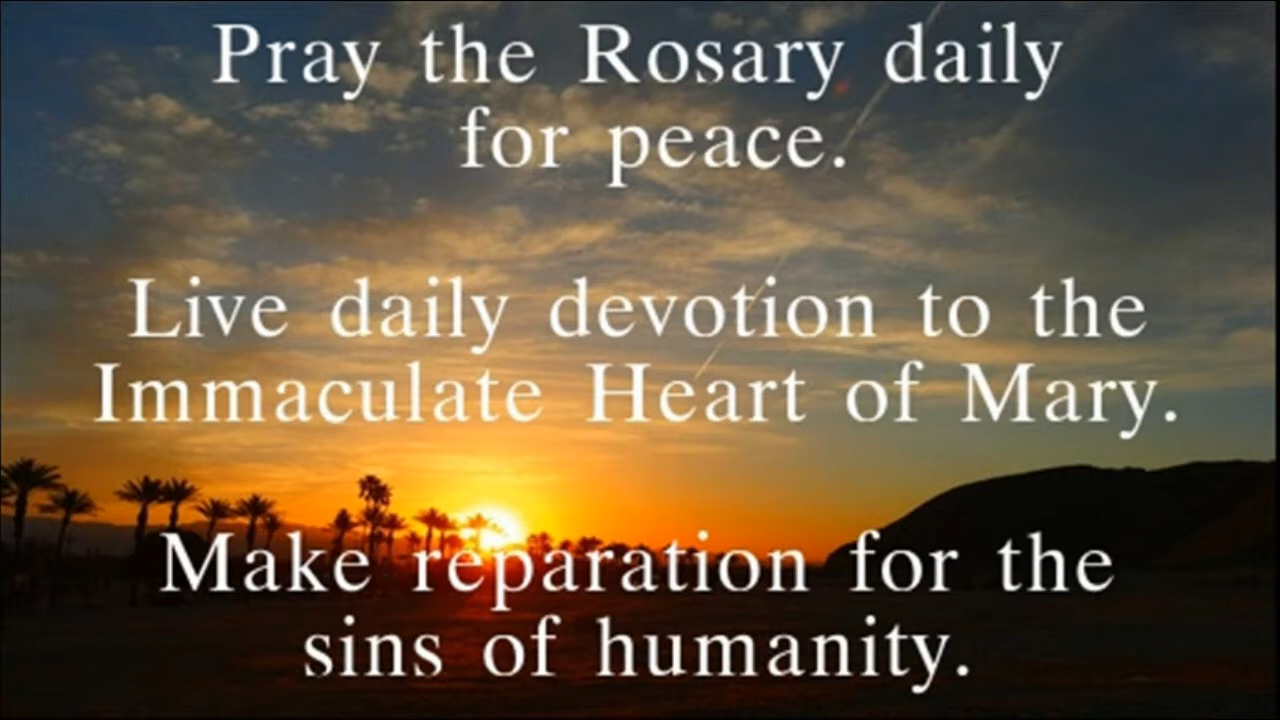 Pray the Rosary daily
for peace.
Live daily devotion to the
Immaculate Heart of Mary.
Make reparation for the
sins of humanity.